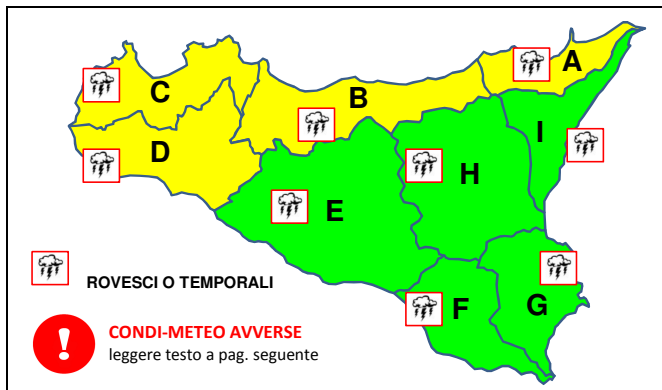 A
C
B
I
D
H
E
ROVESCI O TEMPORALI
F
G
CONDI-METEO AVVERSE
leggere testo a pag. seguente